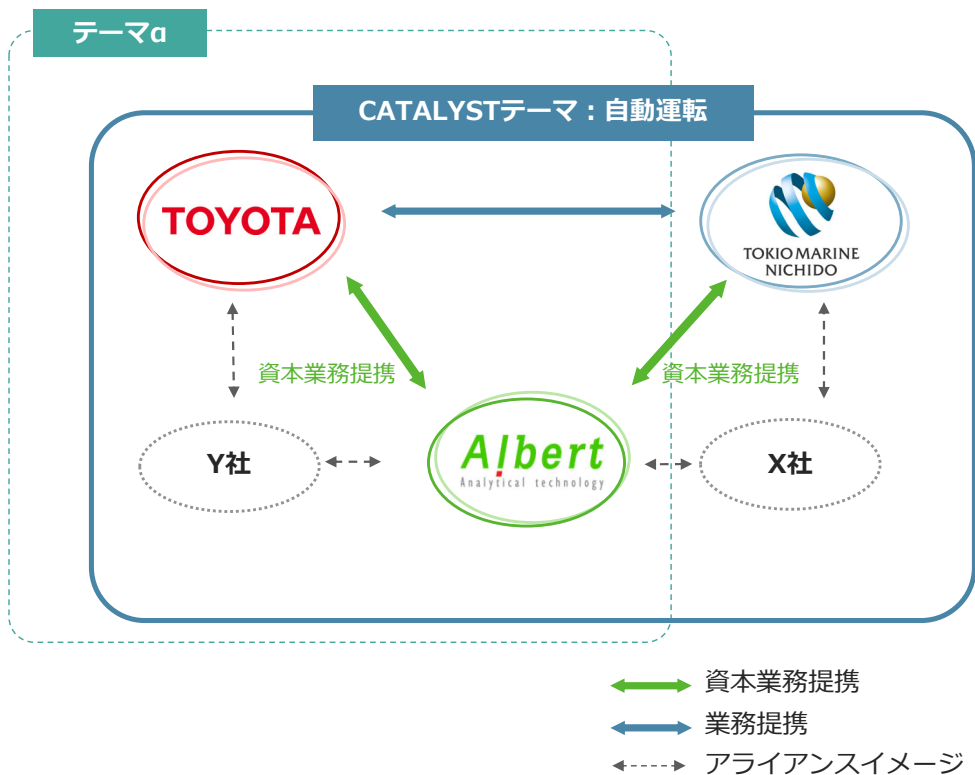 テーマα
CATALYSTテーマ：自動運転
TOYOTA
TOKIO MARINE
NICHIDO
資本業務提携
資本業務提携
Y社
Albert
Analytical technology
X社
資本業務提携
業務提携
アライアンスイメージ